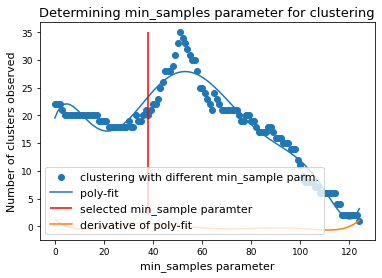 Determining min_samples parameter for clustering
Number of clusters observed
35
30
25
20
15
10
5
0
clustering with different min_sample parm.
poly-fit
selected min_sample paramter
derivative of poly-fit
0 20 40 60 80 100 120
min_samples parameter